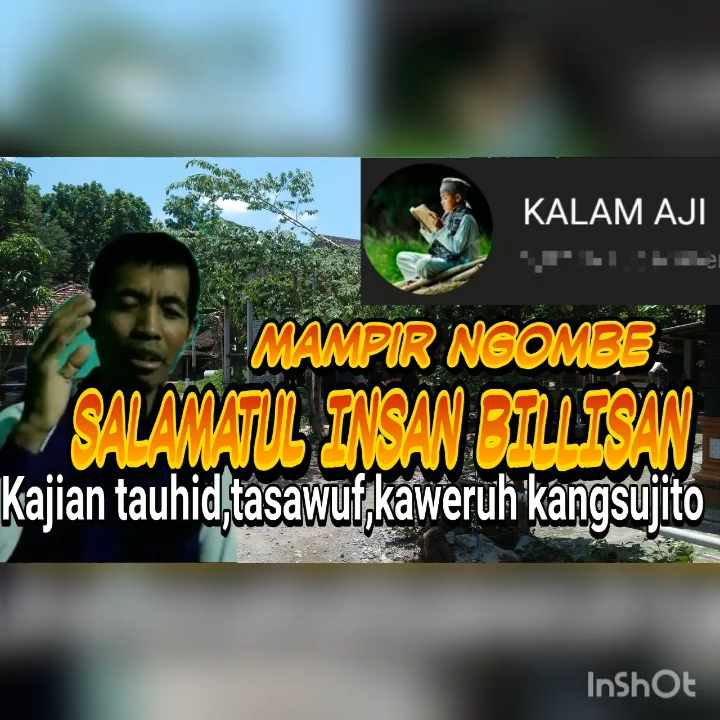 KALAM AJI
MAMPIR NGOMBE
SALAMATUL INSAN BILLISAN
Kajian tauhid,tasawuf,kaweruh kangsujito
InShOt